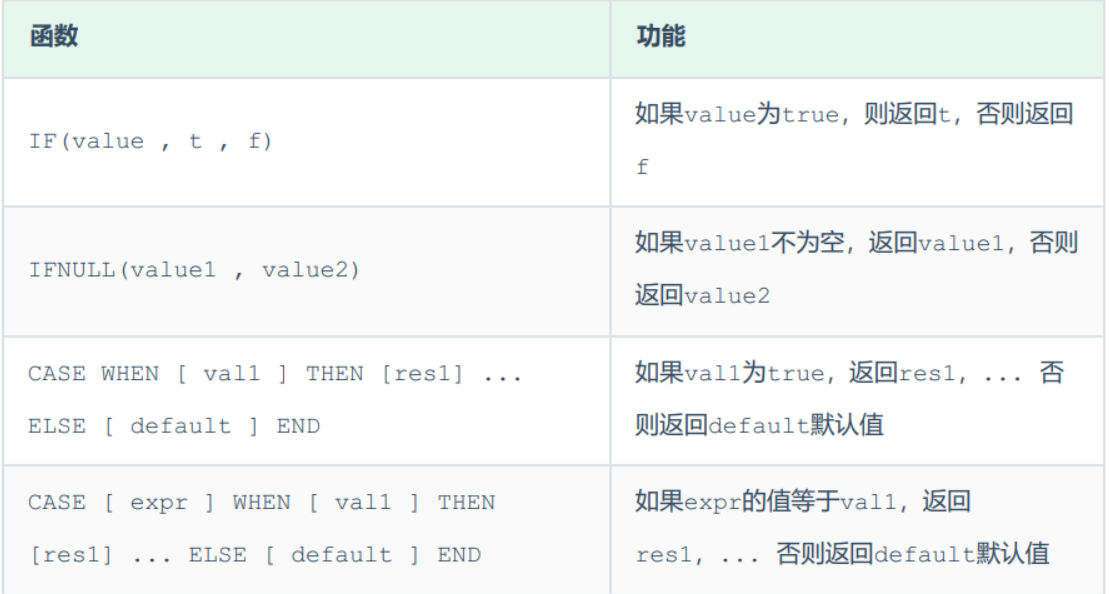 函数
功能
IF(value , t , f)
如果value为true，则返回t，否则返回
f
IFNULL(value1 , value2)
如果value1不为空，返回value1，否则
返回value2
CASE WHEN [ val1 ] THEN [res1] ...
ELSE [ default ] END
如果val1为true，返回res1，... 否
则返回default默认值
CASE [ expr ] WHEN [ val1 ] THEN
[res1] ... ELSE [ default ] END
如果expr的值等于val1，返回
res1，... 否则返回default默认值